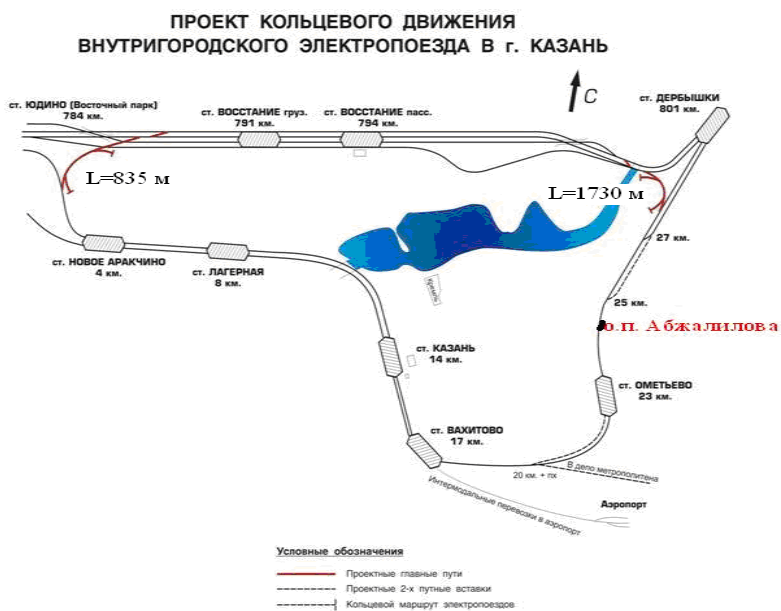 ПРОЕКТ КОЛЬЦЕВОГО ДВИЖЕНИЯ
ВНУТРИГОРОДСКОГО ЭЛЕКТРОПОЕЗДА В г. КАЗАНЬ
С
ст. ДЕРБЫШКИ
801 км.
ст. ЮДИНО (Восточный парк)
784 км.
ст. ВОССТАНИЕ груз.
791 км.
ст. ВОССТАНИЕ пасс.
794 км.
L=835 м
L=1730 м
27 км.
ст. НОВОЕ АРАКЧИНО
4 км.
ст. ЛАГЕРНАЯ
8 км.
кремль
25 км.
о.п. Абжалилова
ст. КАЗАНЬ
14 км.
ст. ОМЕТЬЕВО
23 км.
ст. ВАХИТОВО
17 км.
20 км. + пх
В депо метрополитена
Интермодальные перевозки в аэропорт
Аэропорт
Условные обозначения
Проектные главные пути
Проектные 2-х путные вставки
Кольцевой маршрут электропоездов